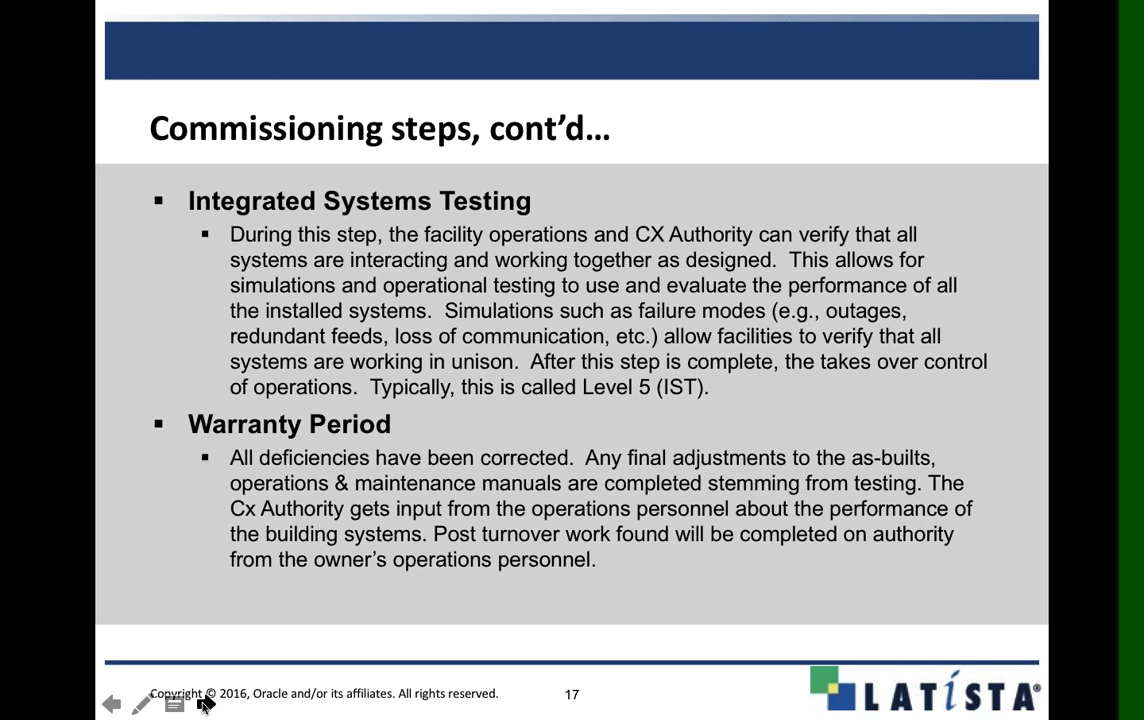 Commissioning steps, cont’d…
▪ Integrated Systems Testing
▪ During this step, the facility operations and CX Authority can verify that all
systems are interacting and working together as designed.  This allows for
simulations and operational testing to use and evaluate the performance of all
the installed systems.  Simulations such as failure modes (e.g., outages,
redundant feeds, loss of communication, etc.) allow facilities to verify that all
systems are working in unison.  After this step is complete, the takes over control
of operations.  Typically, this is called Level 5 (IST).
▪ Warranty Period
▪ All deficiencies have been corrected.  Any final adjustments to the as-builts,
operations & maintenance manuals are completed stemming from testing. The
Cx Authority gets input from the operations personnel about the performance of
the building systems. Post turnover work found will be completed on authority
from the owner’s operations personnel.
Copyright © 2016, Oracle and/or its affiliates. All rights reserved.
17
LATíSTA®